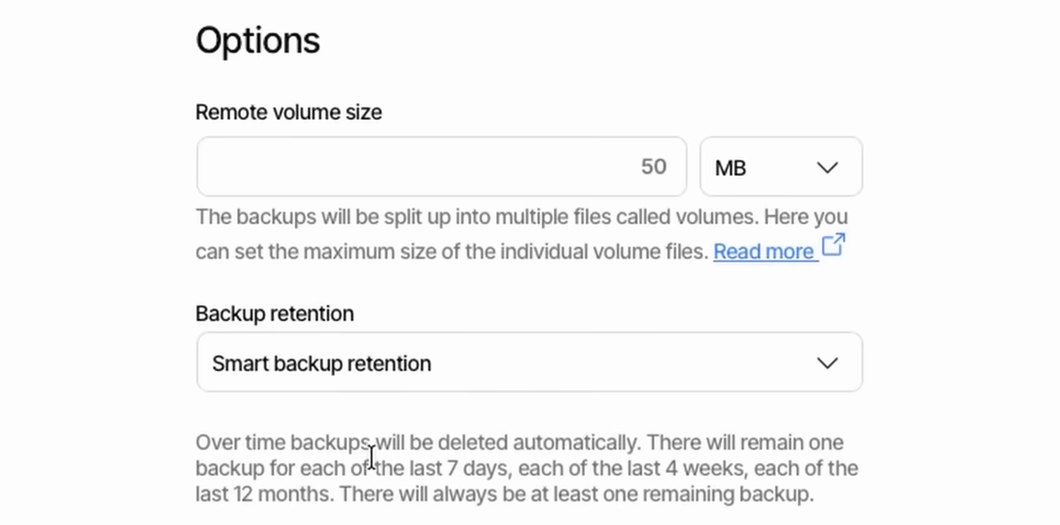 Options
Remote volume size
50
MB
The backups will be split up into multiple files called volumes. Here you
can set the maximum size of the individual volume files. Read more
Backup retention
Smart backup retention
Over time backups will be deleted automatically. There will remain one
backup for each of the last 7 days, each of the last 4 weeks, each of the
last 12 months. There will always be at least one remaining backup.